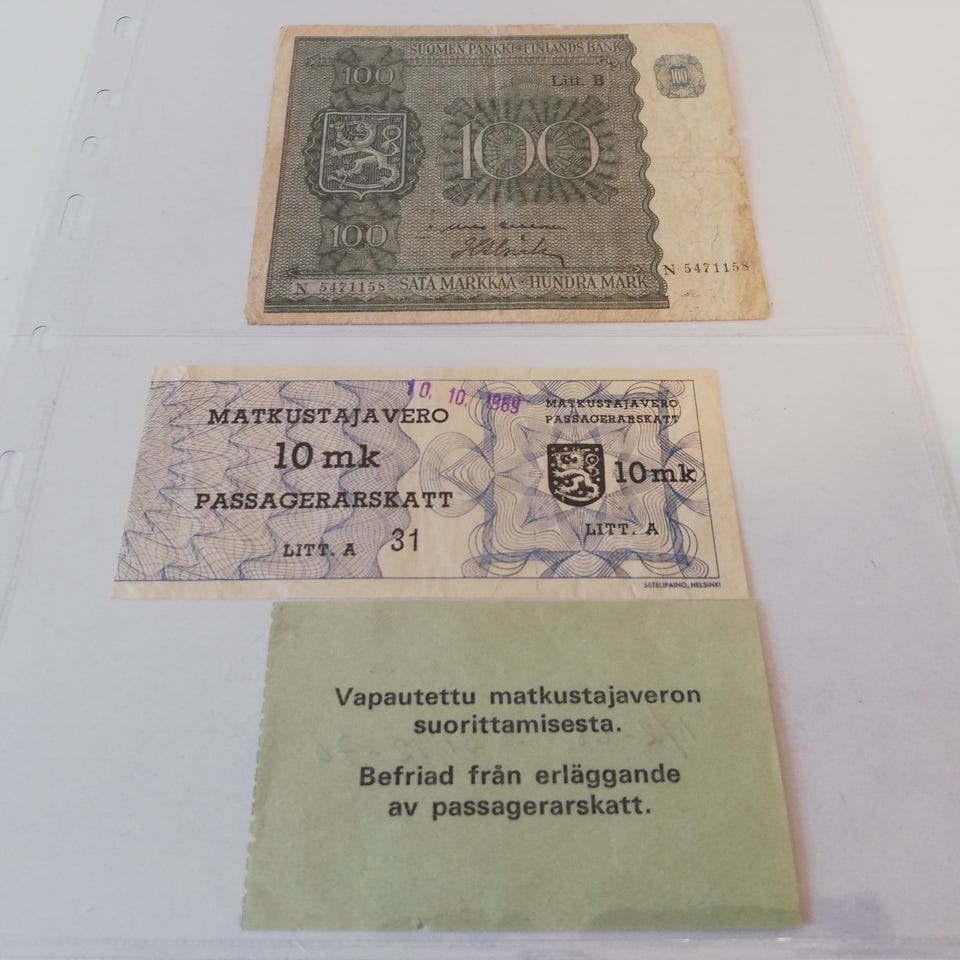 SUOMEN PANKKI * FINLANDS BANK
100
Litt. B
100
100
100
N 5471158
SATA MARKKAA * HUNDRA MARK
N 5471158
10. 10. 1969
MATKUSTAJAVERO
10 mk
PASSAGERARSKATT
LITT. A 31
MATKUSTAJAVERO
PASSAGERARSKATT
10 mk
LITT. A
SETELIPAINO, HELSINKI
Vapautettu matkustajaveron
suorittamisesta.
Befriad från erläggande
av passagerarskatt.